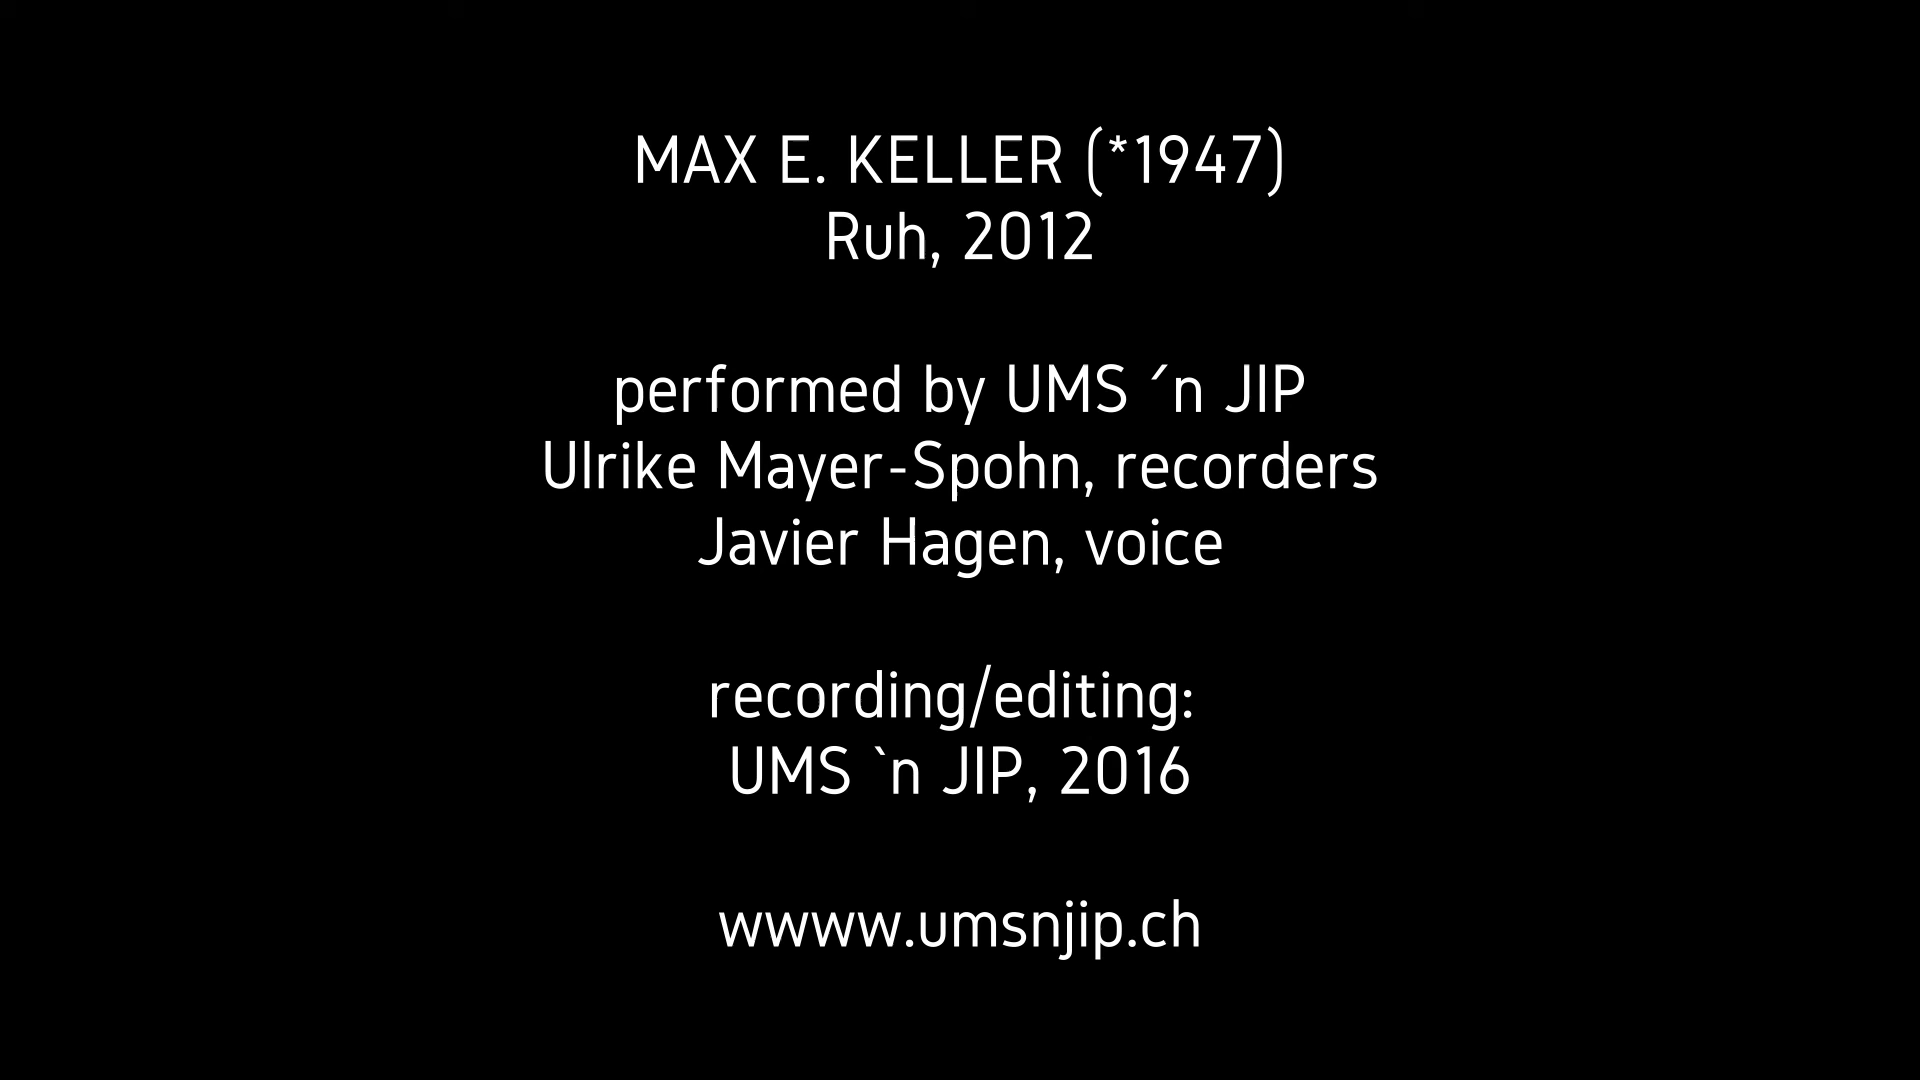 MAX E. KELLER (*1947)
Ruh, 2012
performed by UMS ´n JIP
Ulrike Mayer-Spohn, recorders
Javier Hagen, voice
recording/editing:
UMS `n JIP, 2016
wwww.umsnjip.ch